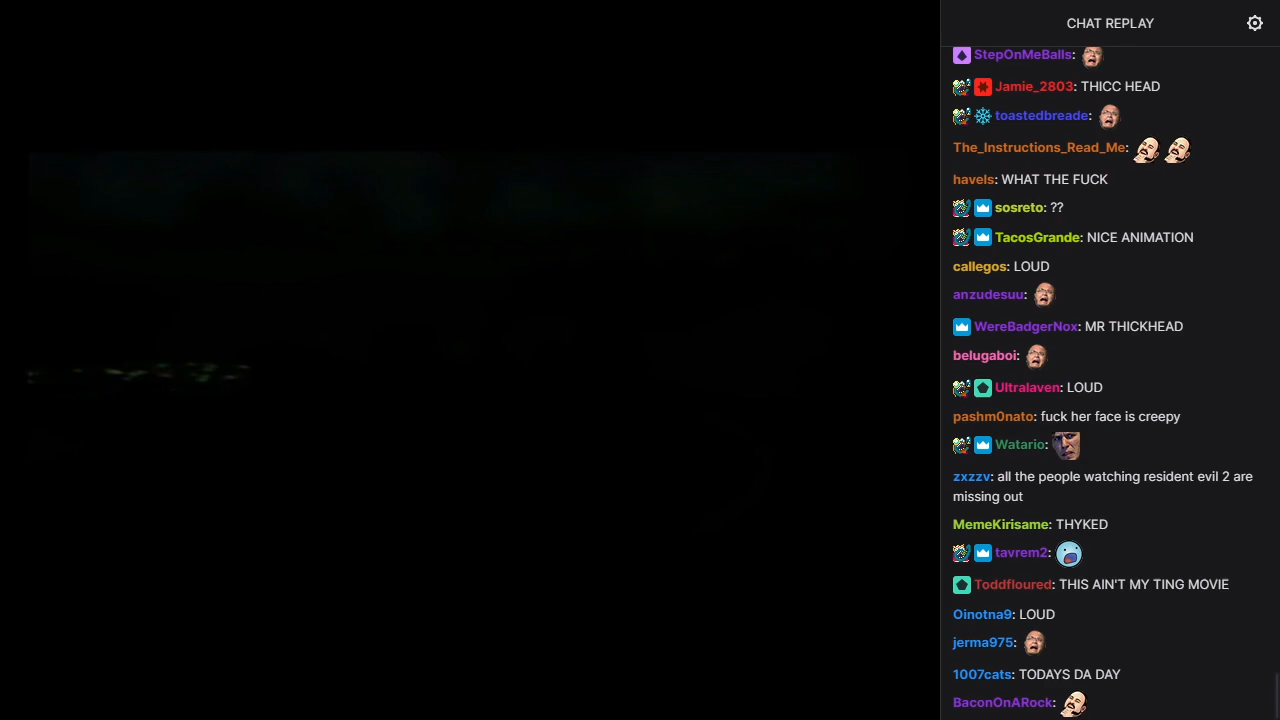 CHAT REPLAY
StepOnMeBalls:
Jamie_2803: THICC HEAD
toastedbreade:
The_Instructions_Read_Me:
havels: WHAT THE FUCK
sosreto: ??
TacosGrande: NICE ANIMATION
callegos: LOUD
anzudesuu:
WereBadgerNox: MR THICKHEAD
belugaboi:
Ultralaven: LOUD
pashm0nato: fuck her face is creepy
Watario:
zxzzv: all the people watching resident evil 2 are
missing out
MemeKirisame: THYKED
tavrem2:
Toddfloured: THIS AIN'T MY TING MOVIE
Oinotna9: LOUD
jerma975:
1007cats: TODAYS DA DAY
BaconOnARock: